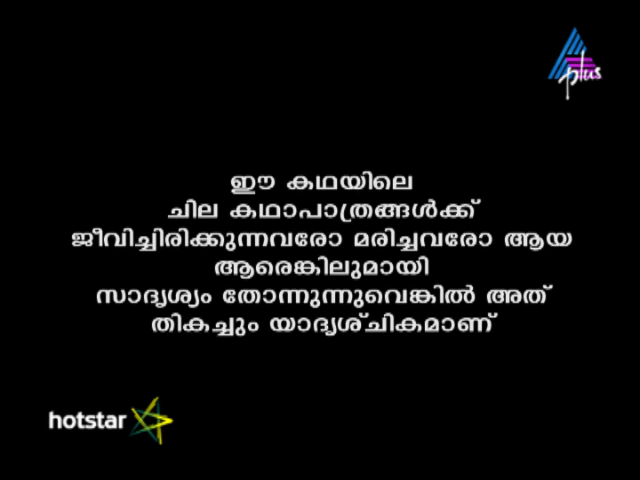 plus
ഈ കഥയിലെ
ചില കഥാപാത്രങ്ങൾക്ക്
ജീവിച്ചിരിക്കുന്നവരോ മരിച്ചവരോ ആയ
ആരെങ്കിലുമായി
സാദൃശ്യം തോന്നുന്നുവെങ്കിൽ അത്
തികച്ചും യാദൃശ്ചികമാണ്
hotstar